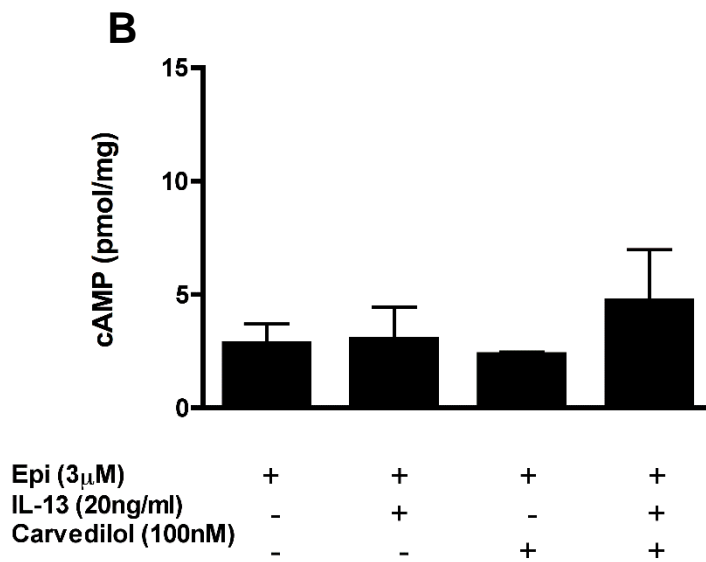 B
15
10
5
0
cAMP (pmol/mg)
Epi (3μM) + + + +
IL-13 (20ng/ml) - + - +
Carvedilol (100nM) - - + +